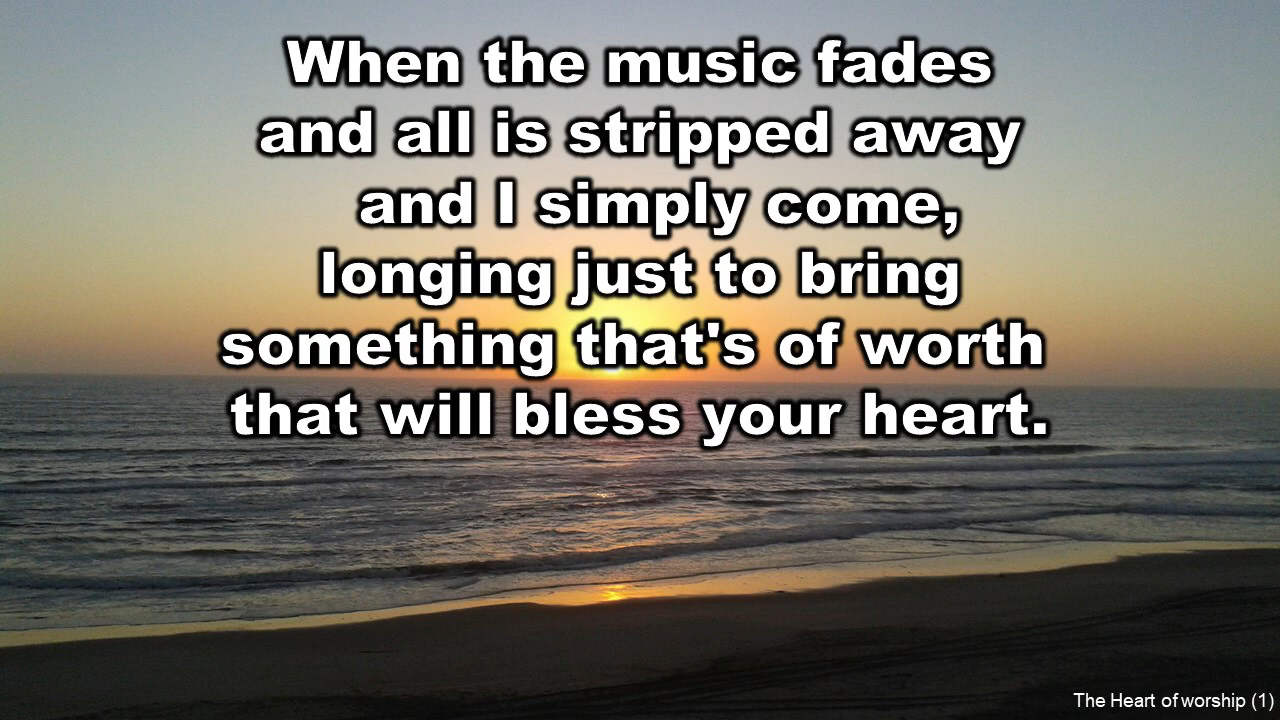 When the music fades
and all is stripped away
and I simply come,
longing just to bring
something that's of worth
that will bless your heart.
The Heart of worship (1)